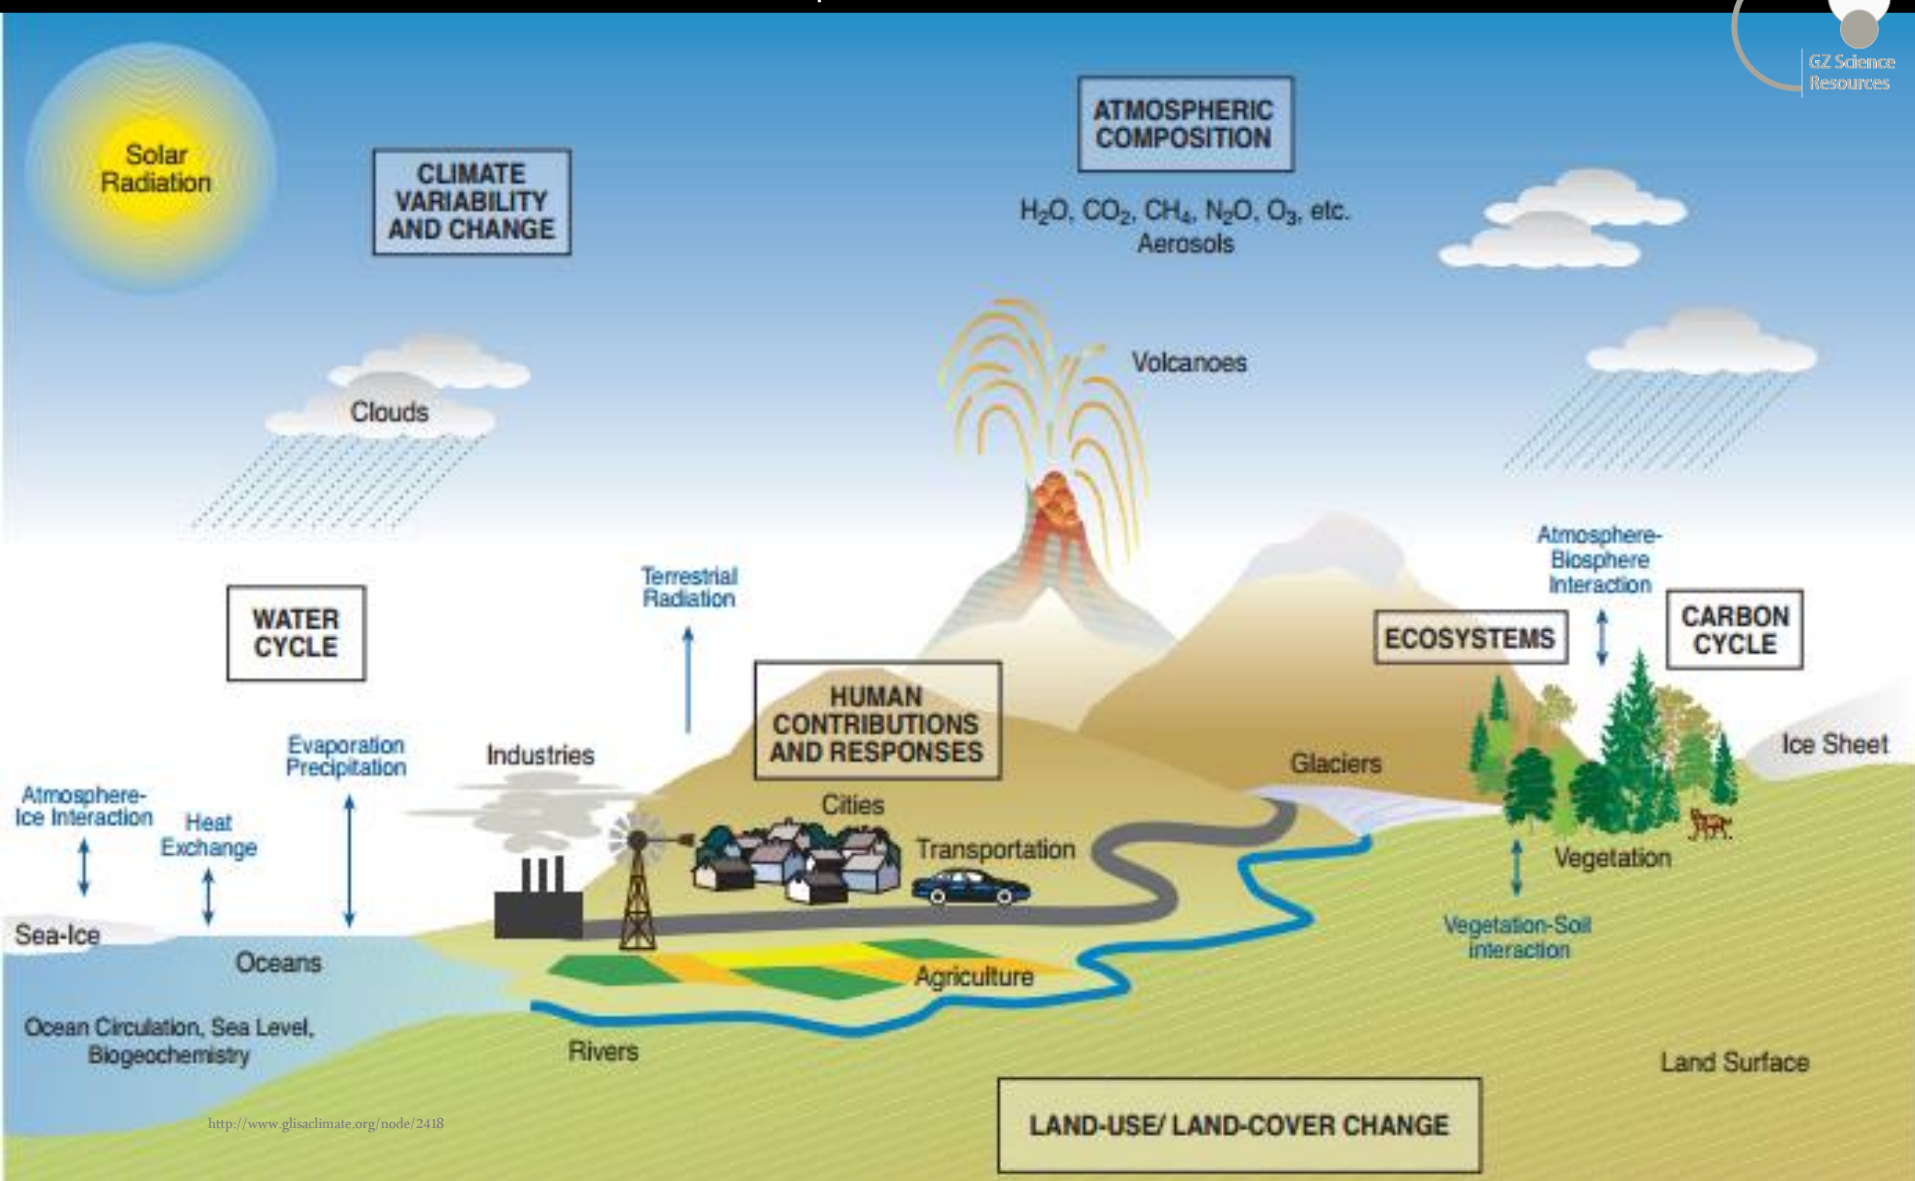 GZ Science
Resources
Solar
Radiation
CLIMATE
VARIABILITY
AND CHANGE
ATMOSPHERIC
COMPOSITION
H₂O, CO₂, CH₄, N₂O, O₃, etc.
Aerosols
Clouds
Volcanoes
WATER
CYCLE
Terrestrial
Radiation
Atmosphere-
Biosphere
Interaction
ECOSYSTEMS
CARBON
CYCLE
HUMAN
CONTRIBUTIONS
AND RESPONSES
Evaporation
Precipitation
Industries
Glaciers
Ice Sheet
Atmosphere-
Ice Interaction
Heat
Exchange
Cities
Transportation
Vegetation
Sea-Ice
Oceans
Agriculture
Vegetation-Soil
interaction
Ocean Circulation, Sea Level,
Biogeochemistry
Rivers
Land Surface
http://www.glisaclimate.org/node/2418
LAND-USE/ LAND-COVER CHANGE